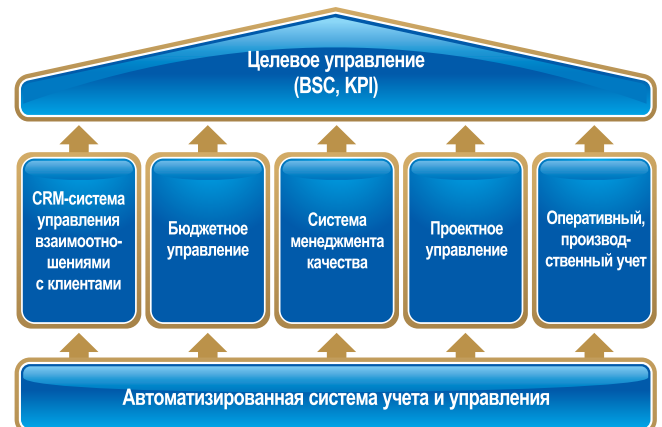 Целевое управление
(BSC, KPI)
CRM-система
управления
взаимоотно-
шениями
с клиентами
Бюджетное
управление
Система
менеджмента
качества
Проектное
управление
Оперативный,
производ-
ственный учет
Автоматизированная система учета и управления